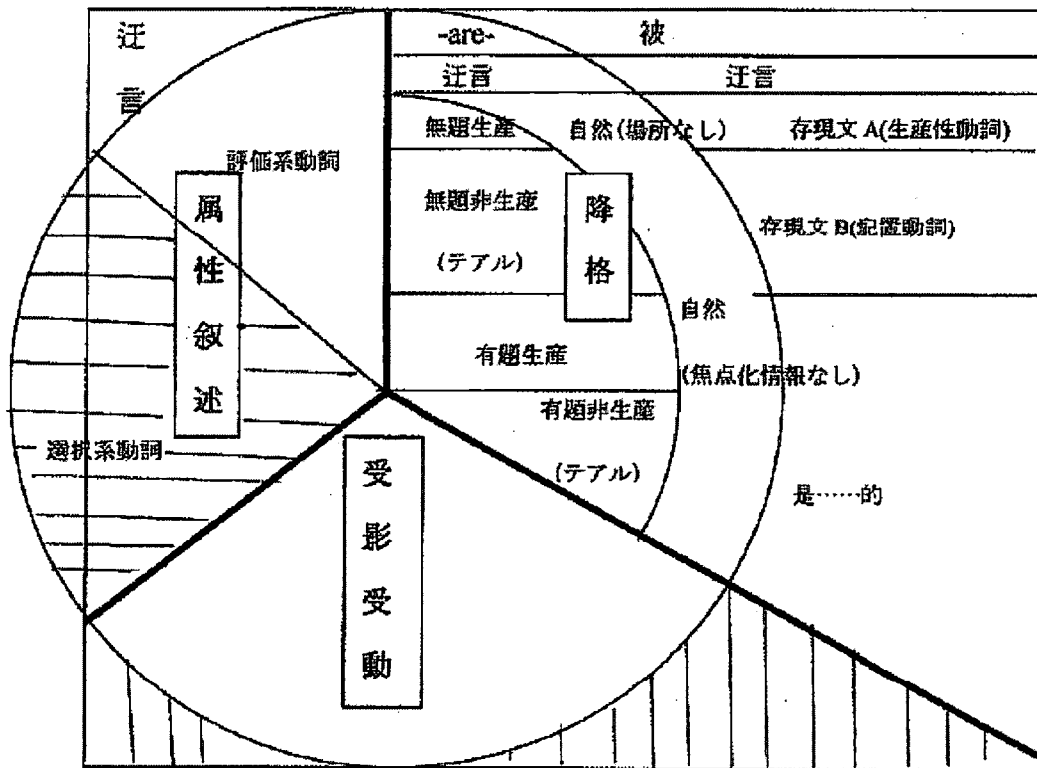 迂言
-are- 被
迂言 迂言
無題生産 自然(場所なし) 存現文 A(生産性動詞)
評価系動詞
属性叙述
無題非生産
(テアル)
降格
存現文 B(配置動詞)
自然
(焦点化情報なし)
有題生産
有題非生産
(テアル)
選択系動詞
受影受動
是……的